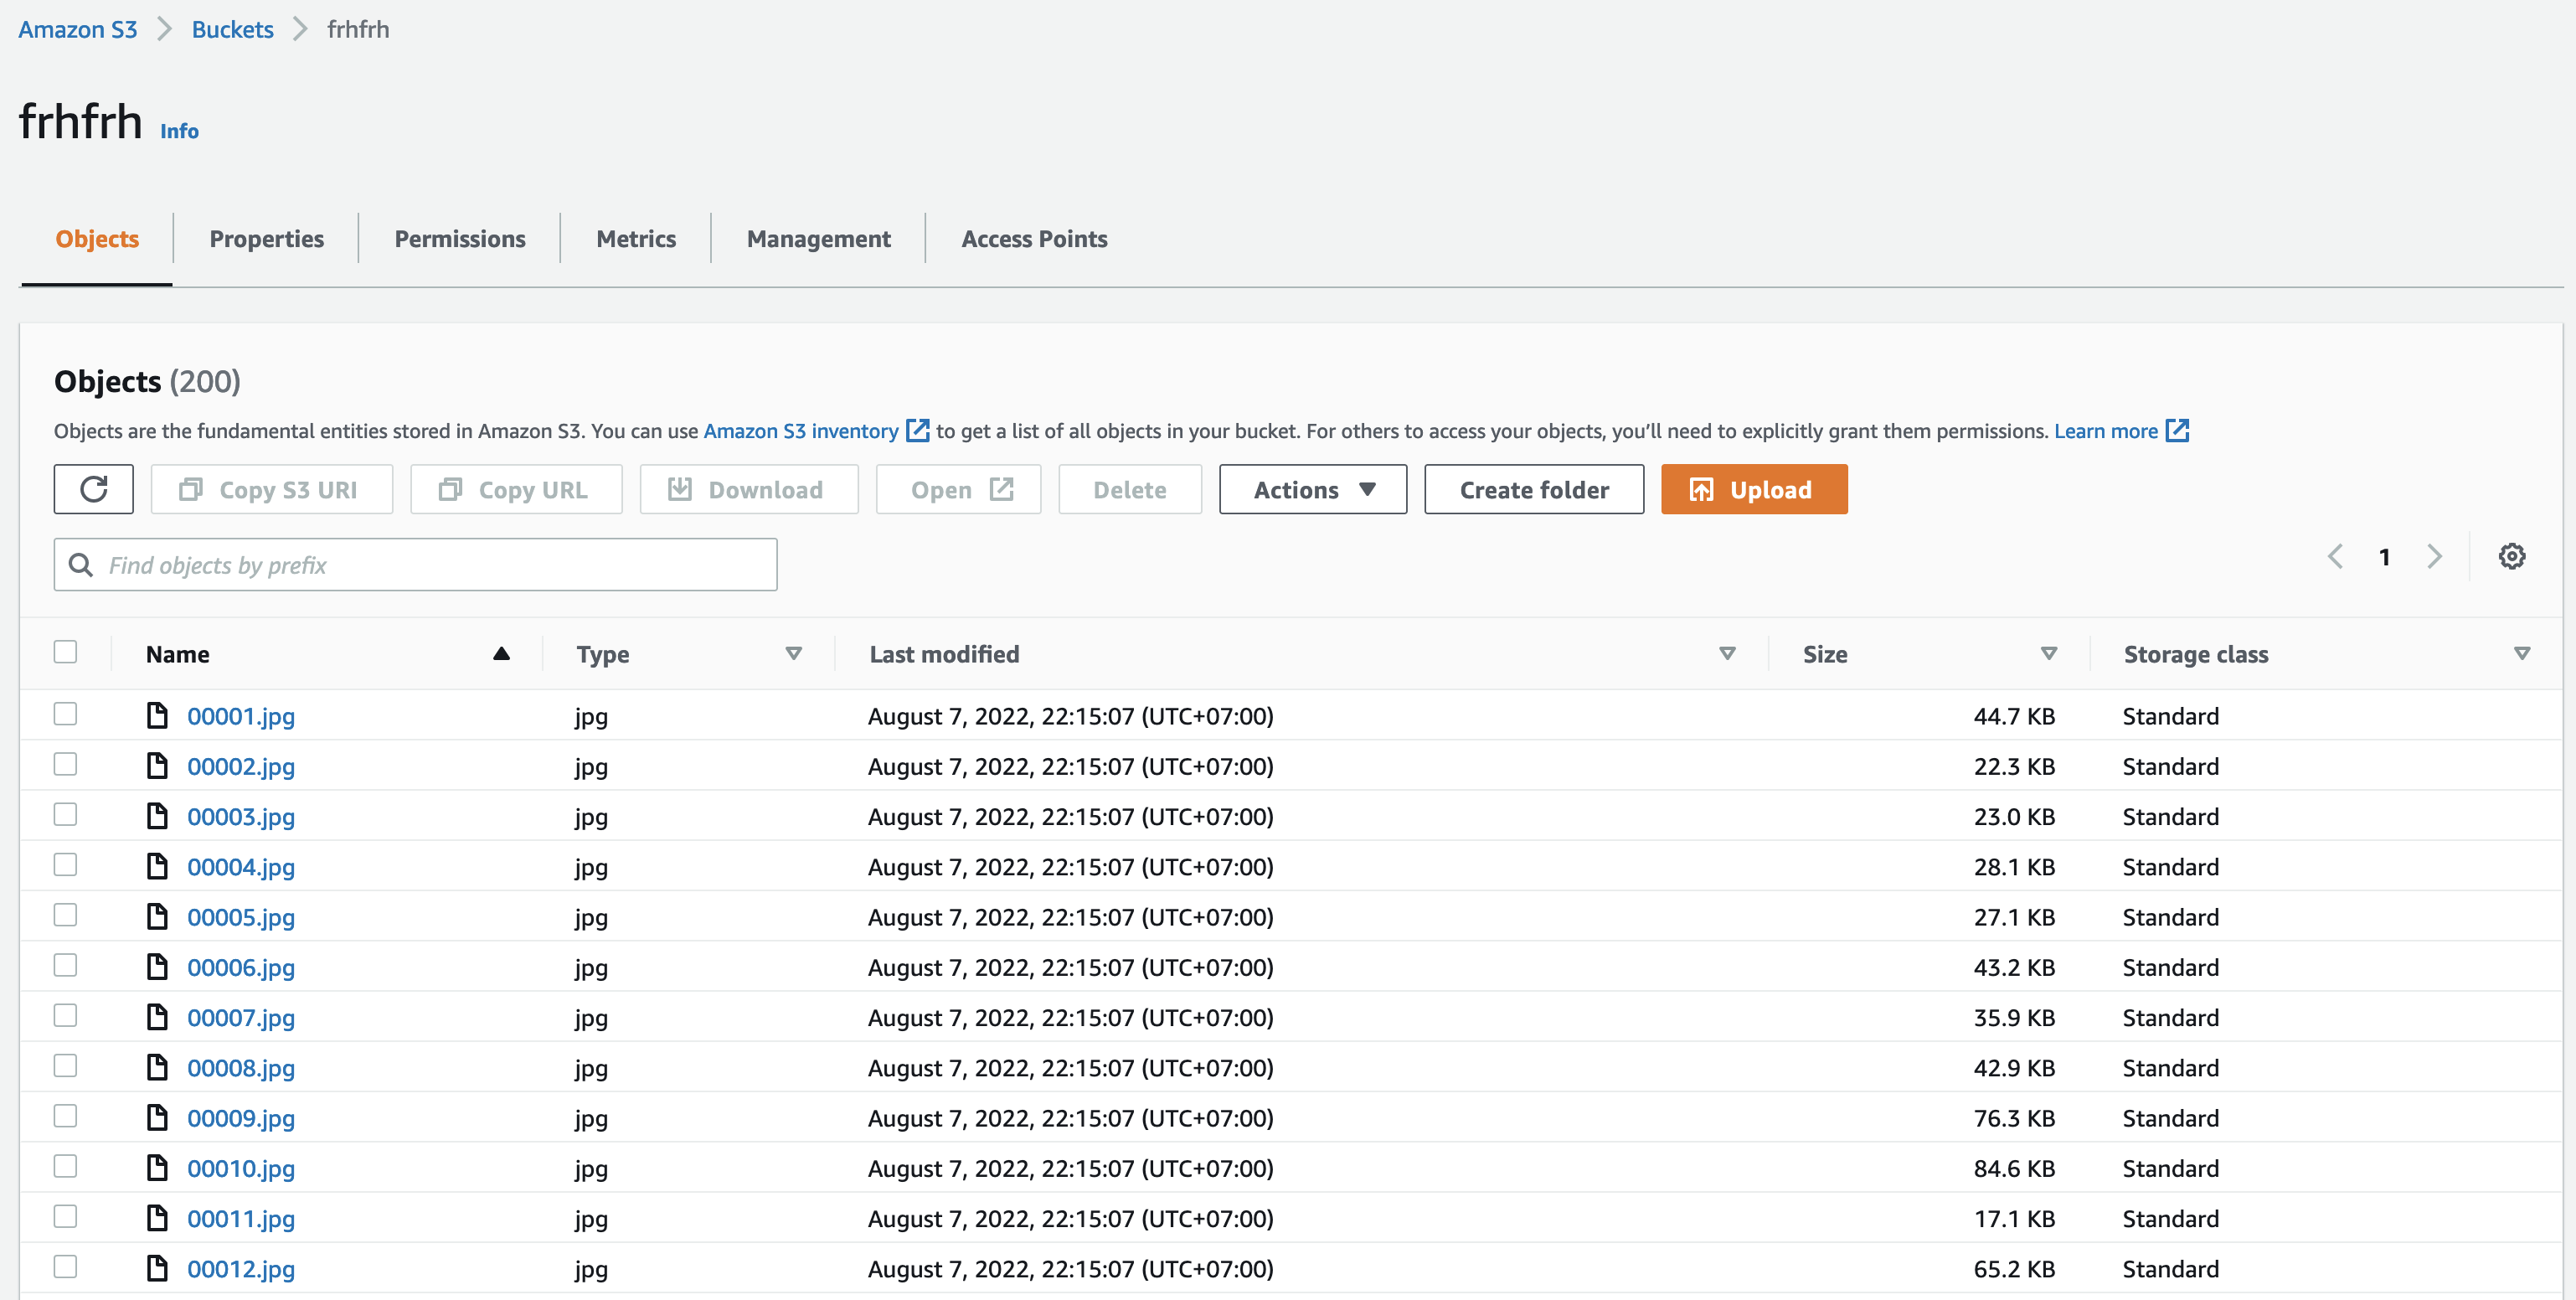 Amazon S3 Buckets frhfrh
frhfrh Info
Objects Properties Permissions Metrics Management Access Points
Objects (200)
Objects are the fundamental entities stored in Amazon S3. You can use Amazon S3 inventory to get a list of all objects in your bucket. For others to access your objects, you’ll need to explicitly grant them permissions. Learn more
Copy S3 URI Copy URL Download Open Delete Actions Create folder Upload
Find objects by prefix 1
Name Type Last modified Size Storage class
00001.jpg jpg August 7, 2022, 22:15:07 (UTC+07:00) 44.7 KB Standard
00002.jpg jpg August 7, 2022, 22:15:07 (UTC+07:00) 22.3 KB Standard
00003.jpg jpg August 7, 2022, 22:15:07 (UTC+07:00) 23.0 KB Standard
00004.jpg jpg August 7, 2022, 22:15:07 (UTC+07:00) 28.1 KB Standard
00005.jpg jpg August 7, 2022, 22:15:07 (UTC+07:00) 27.1 KB Standard
00006.jpg jpg August 7, 2022, 22:15:07 (UTC+07:00) 43.2 KB Standard
00007.jpg jpg August 7, 2022, 22:15:07 (UTC+07:00) 35.9 KB Standard
00008.jpg jpg August 7, 2022, 22:15:07 (UTC+07:00) 42.9 KB Standard
00009.jpg jpg August 7, 2022, 22:15:07 (UTC+07:00) 76.3 KB Standard
00010.jpg jpg August 7, 2022, 22:15:07 (UTC+07:00) 84.6 KB Standard
00011.jpg jpg August 7, 2022, 22:15:07 (UTC+07:00) 17.1 KB Standard
00012.jpg jpg August 7, 2022, 22:15:07 (UTC+07:00) 65.2 KB Standard